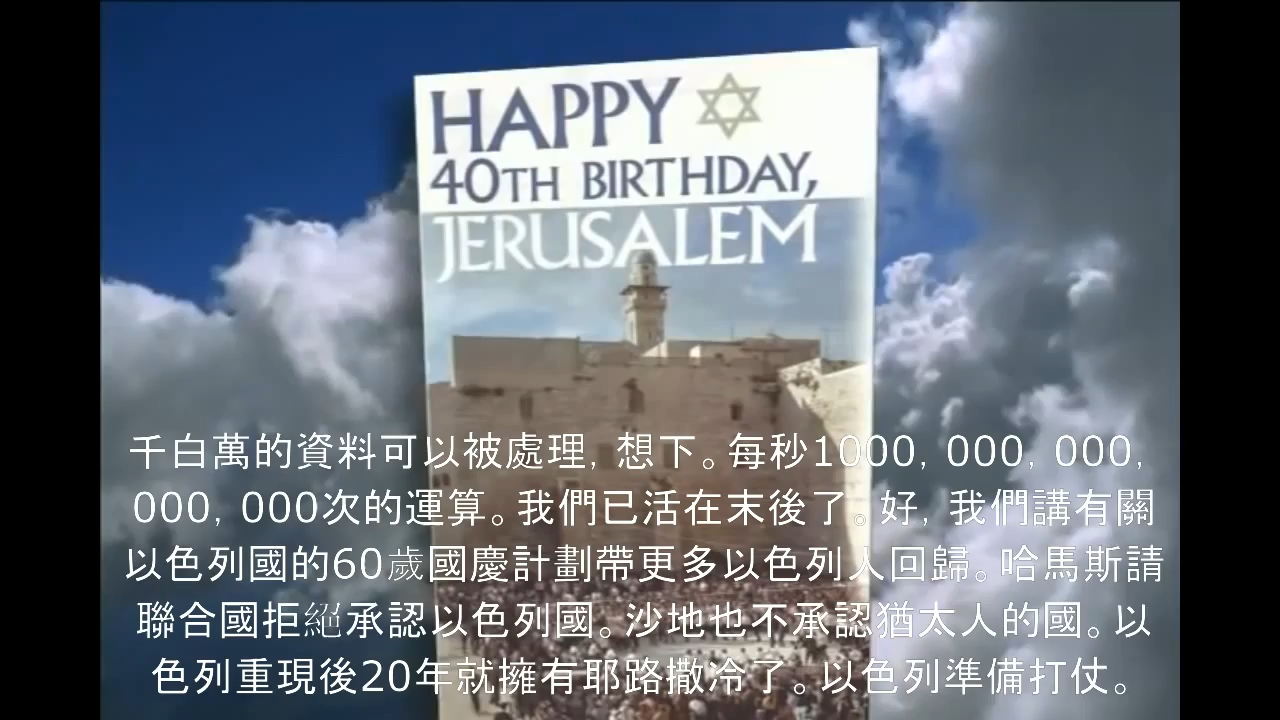 HAPPY
40TH BIRTHDAY,
JERUSALEM
千白萬的資料可以被處理, 想下。每秒1000, 000, 000,
000, 000次的運算。我們已活在末後了。好, 我們講有關
以色列國的60歲國慶計劃帶更多以色列人回歸。哈馬斯請
聯合國拒絕承認以色列國。沙地也不承認猶太人的國。以
色列重現後20年就擁有耶路撒冷了。以色列準備打仗。